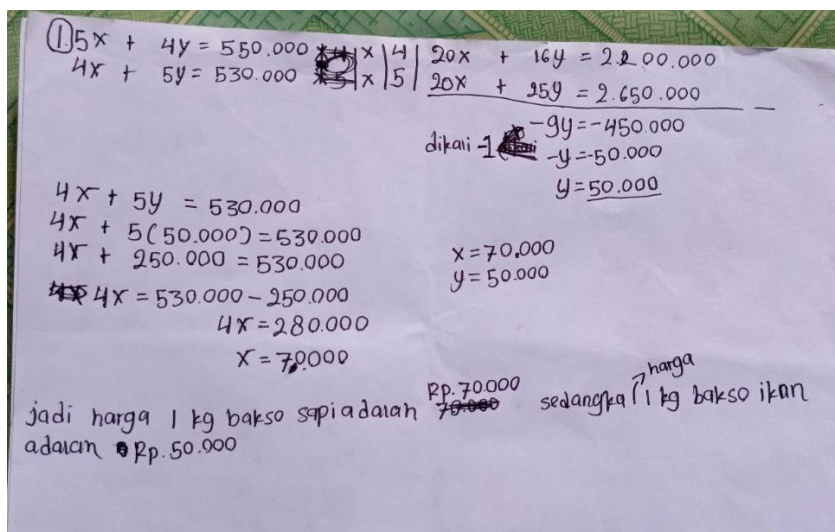 ① 5x + 4y = 550.000 | x | 4 | 20x + 16y = 2.200.000
4x + 5y = 530.000 | x | 5 | 20x + 25y = 2.650.000 —
-9y = -450.000
dikali -1 -y = -50.000
y = 50.000
4x + 5y = 530.000
4x + 5(50.000) = 530.000
4x + 250.000 = 530.000
4x = 530.000 - 250.000
4x = 280.000
x = 70.000
x = 70.000
y = 50.000
jadi harga 1 kg bakso sapi adalah Rp. 70.000 sedangka harga 1 kg bakso ikan
adalah Rp. 50.000